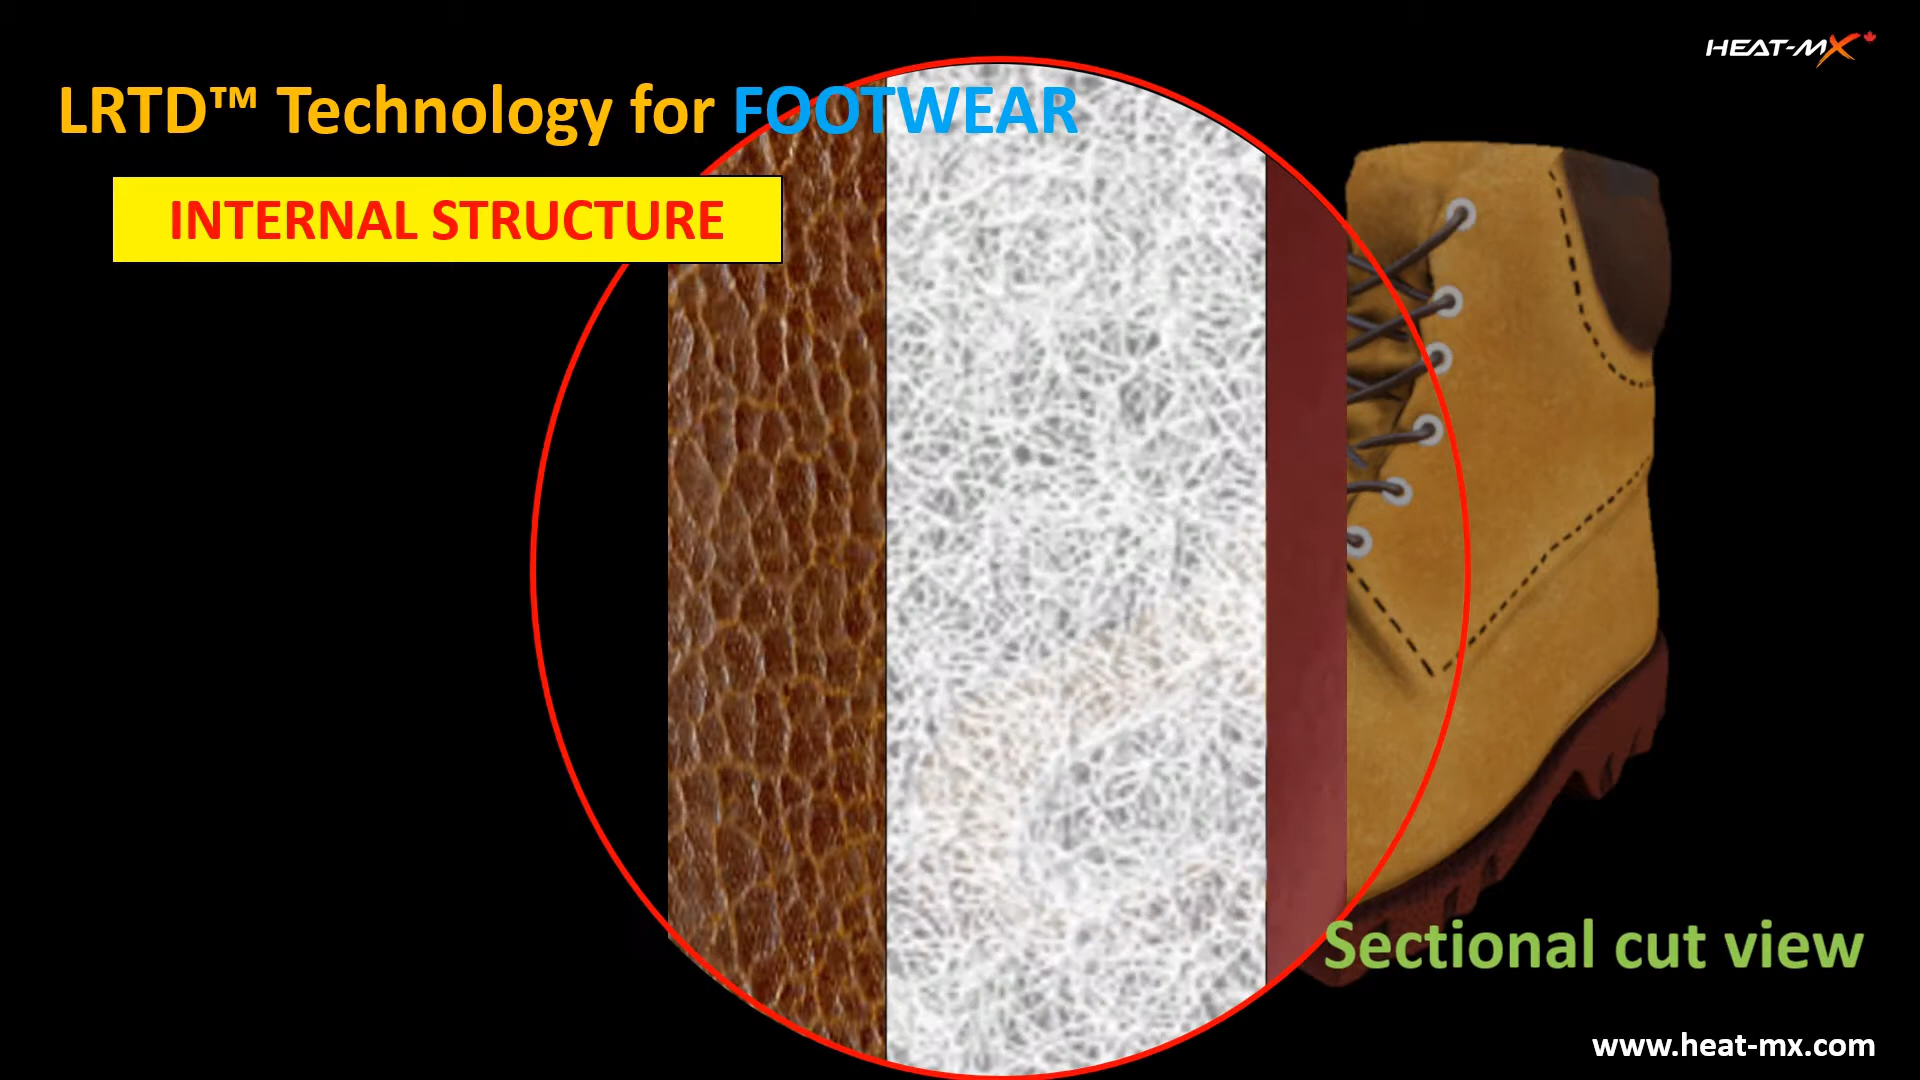 HEAT-MX
LRTD™ Technology for FOOTWEAR
INTERNAL STRUCTURE
Sectional cut view
www.heat-mx.com